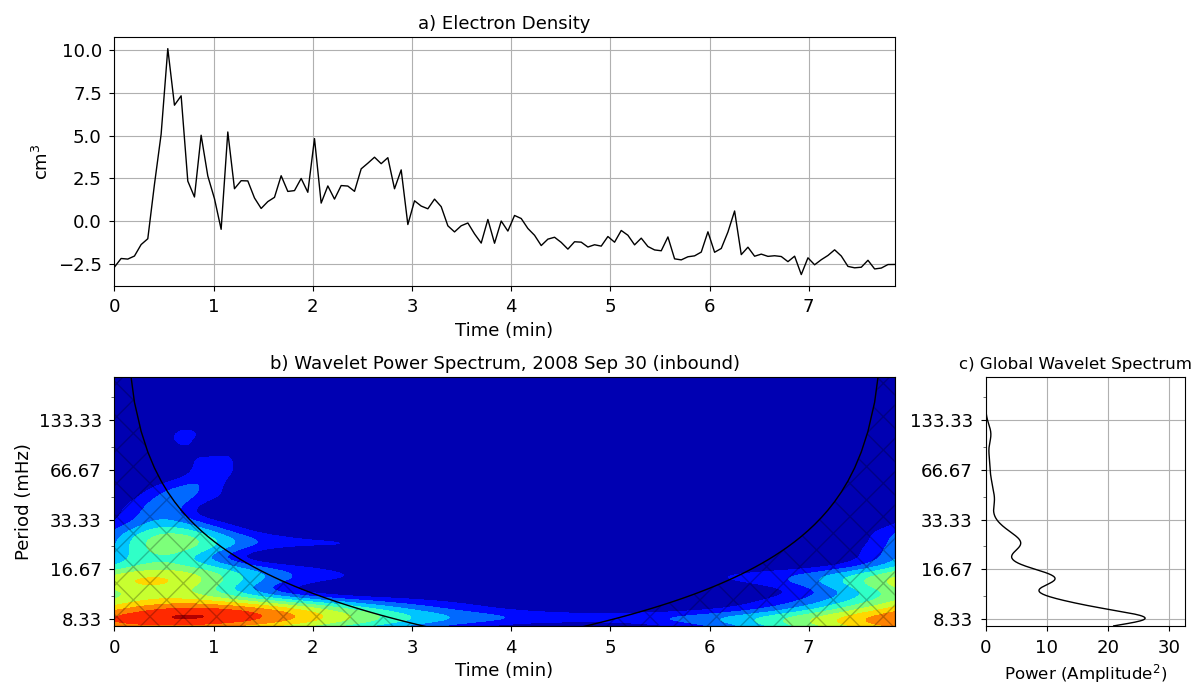 a) Electron Density
10.0
7.5
5.0
2.5
0.0
−2.5
cm³
0 1 2 3 4 5 6 7
Time (min)
b) Wavelet Power Spectrum, 2008 Sep 30 (inbound)
133.33
66.67
33.33
16.67
8.33
Period (mHz)
0 1 2 3 4 5 6 7
Time (min)
c) Global Wavelet Spectrum
133.33
66.67
33.33
16.67
8.33
0 10 20 30
Power (Amplitude²)